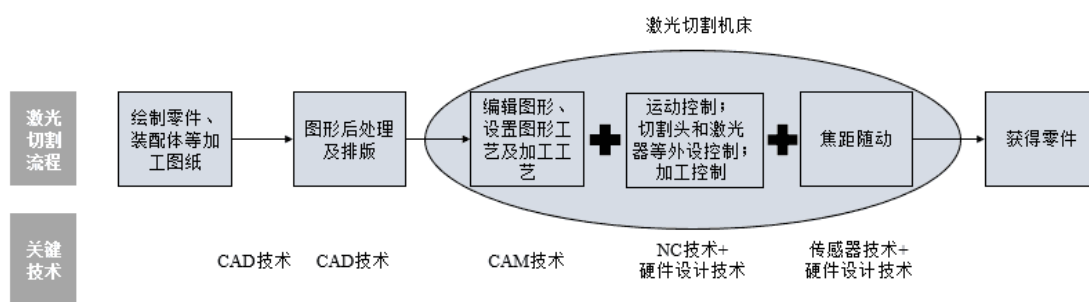 激光切割机床
激光
切割
流程
绘制零件、
装配体等加
工图纸
图形后处理
及排版
编辑图形、
设置图形工
艺及加工工
艺
运动控制；
切割头和激光
器等外设控制；
加工控制
焦距随动
获得零件
关键
技术
CAD技术
CAD技术
CAM技术
NC技术+
硬件设计技术
传感器技术+
硬件设计技术